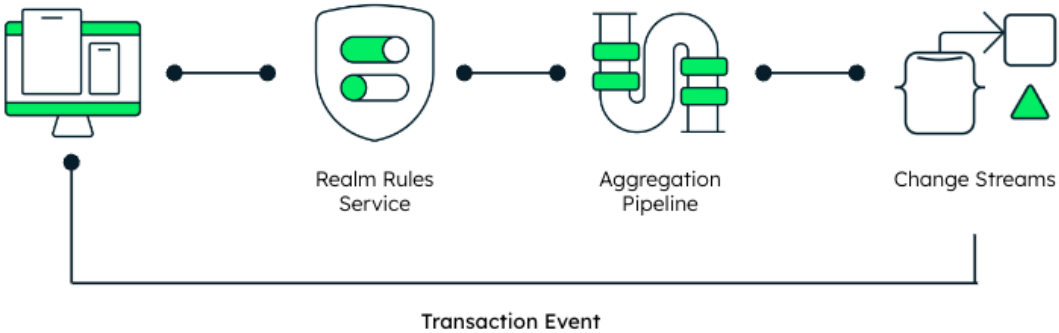 Realm Rules
Service
Aggregation
Pipeline
Change Streams
Transaction Event